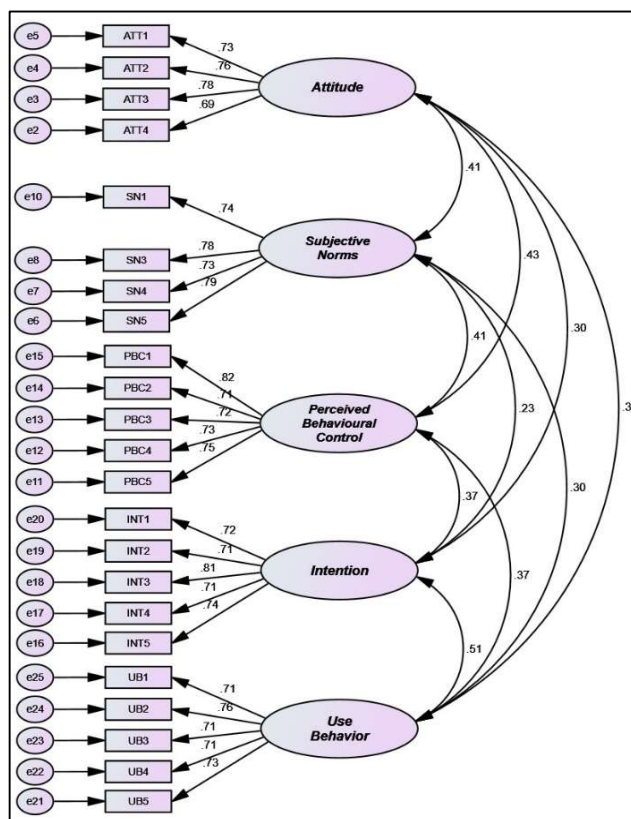 e5 ATT1 .73
e4 ATT2 .76
e3 ATT3 .78
e2 ATT4 .69
Attitude
.41
e10 SN1 .74
e8 SN3 .78
e7 SN4 .73
e6 SN5 .79
Subjective
Norms
.43
.30
.41
e15 PBC1 .82
e14 PBC2 .71
e13 PBC3 .72
e12 PBC4 .73
e11 PBC5 .75
Perceived
Behavioural
Control
.23
.30
.37
e20 INT1 .72
e19 INT2 .71
e18 INT3 .81
e17 INT4 .71
e16 INT5 .74
Intention
.37
.51
e25 UB1 .71
e24 UB2 .76
e23 UB3 .71
e22 UB4 .71
e21 UB5 .73
Use
Behavior